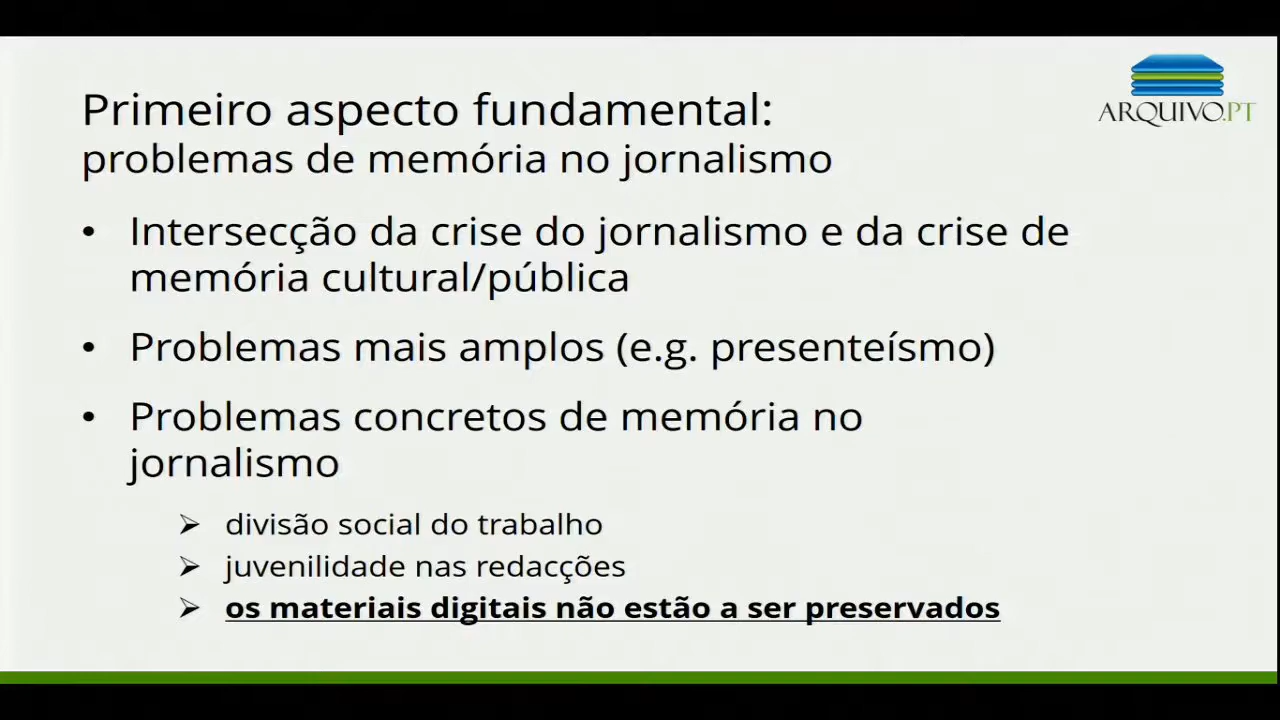 ARQUIVO.PT
Primeiro aspecto fundamental:
problemas de memória no jornalismo
• Intersecção da crise do jornalismo e da crise de
memória cultural/pública
• Problemas mais amplos (e.g. presenteísmo)
• Problemas concretos de memória no
jornalismo
➢ divisão social do trabalho
➢ juvenilidade nas redacções
➢ os materiais digitais não estão a ser preservados